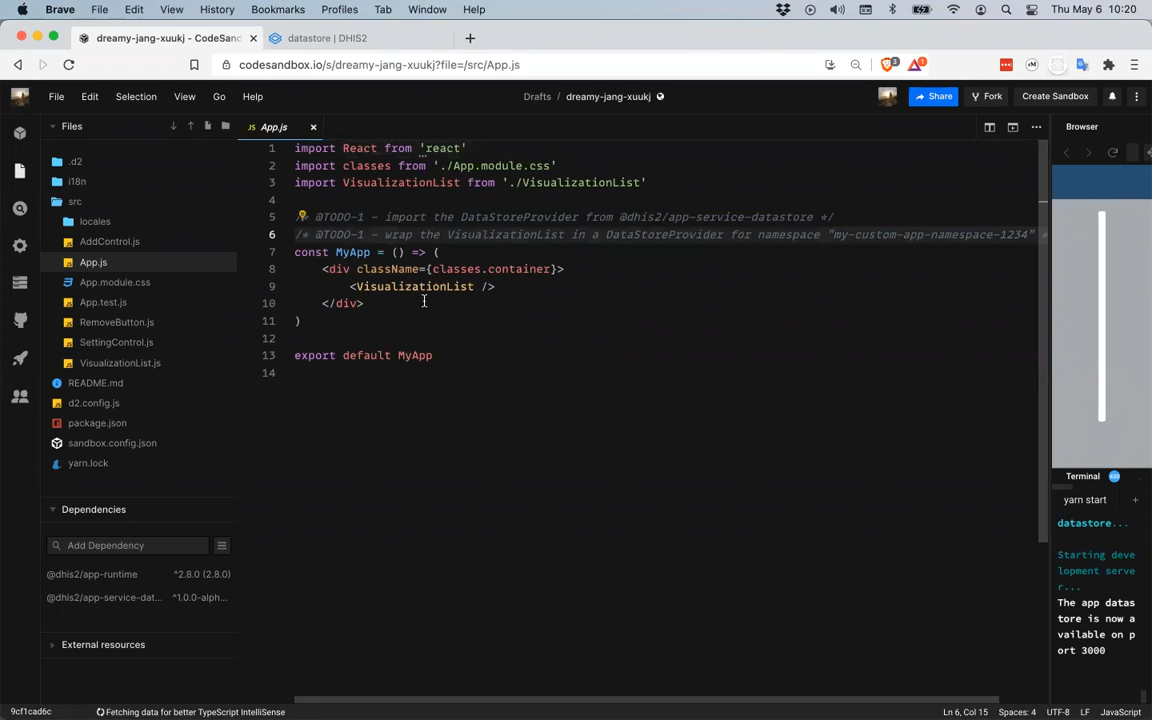 Brave File Edit View History Bookmarks Profiles Tab Window Help Thu May 6 10:20
dreamy-jang-xuukj - CodeSand datastore | DHIS2
codesandbox.io/s/dreamy-jang-xuukj?file=/src/App.js
File Edit Selection View Go Help Drafts / dreamy-jang-xuukj Share Fork Create Sandbox
Files
.d2
i18n
src
locales
AddControl.js
App.js
App.module.css
App.test.js
RemoveButton.js
SettingControl.js
VisualizationList.js
README.md
d2.config.js
package.json
sandbox.config.json
yarn.lock
Dependencies
Add Dependency
@dhis2/app-runtime ^2.8.0 (2.8.0)
@dhis2/app-service-dat... ^1.0.0-alph...
External resources
JS App.js
1 import React from 'react'
2 import classes from './App.module.css'
3 import VisualizationList from './VisualizationList'
4
5 /* @TODO-1 - import the DataStoreProvider from @dhis2/app-service-datastore */
6 /* @TODO-1 - wrap the VisualizationList in a DataStoreProvider for namespace "my-custom-app-namespace-1234" *
7 const MyApp = () => (
8 <div className={classes.container}>
9 <VisualizationList />
10 </div>
11 )
12
13 export default MyApp
14
Browser
Terminal
yarn start +
datastore...
Starting deve
lopment serve
r...
The app datas
tore is now a
vailable on p
ort 3000
9cf1cad6c Fetching data for better TypeScript IntelliSense Ln 6, Col 15 Spaces: 4 UTF-8 LF JavaScript